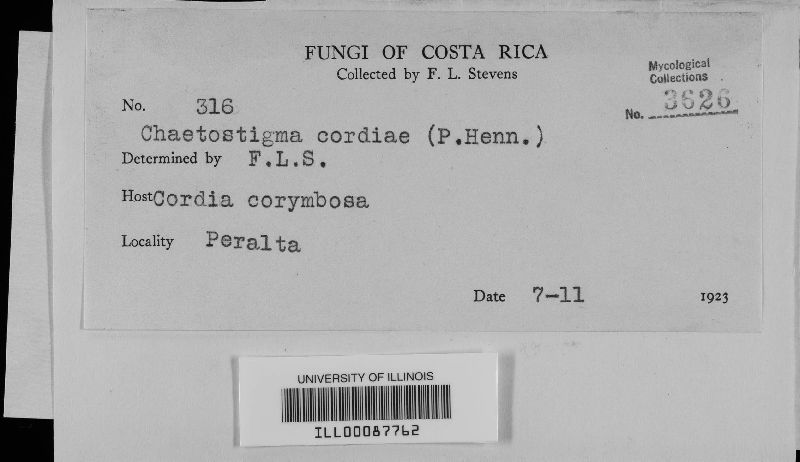 FUNGI OF COSTA RICA
Collected by F. L. Stevens
Mycological
Collections
No. 3626
No. 316
Chaetostigma cordiae (P.Henn.)
Determined by F.L.S.
Host Cordia corymbosa
Locality Peralta
Date 7-11 1923
UNIVERSITY OF ILLINOIS
ILL00087762